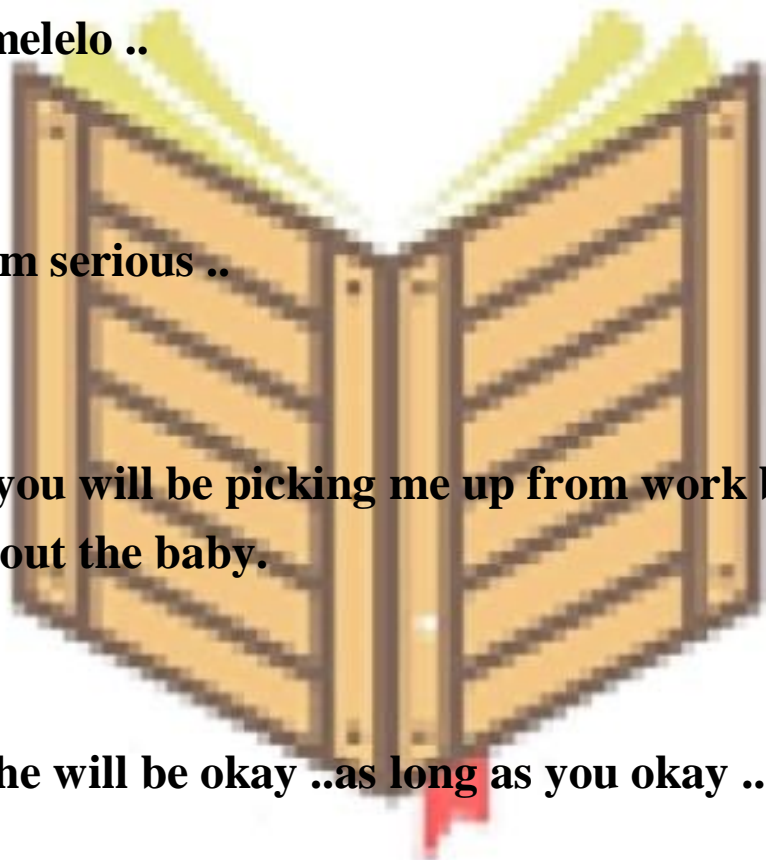 melelo ..
m serious ..
you will be picking me up from work b
out the baby.
he will be okay ..as long as you okay ..